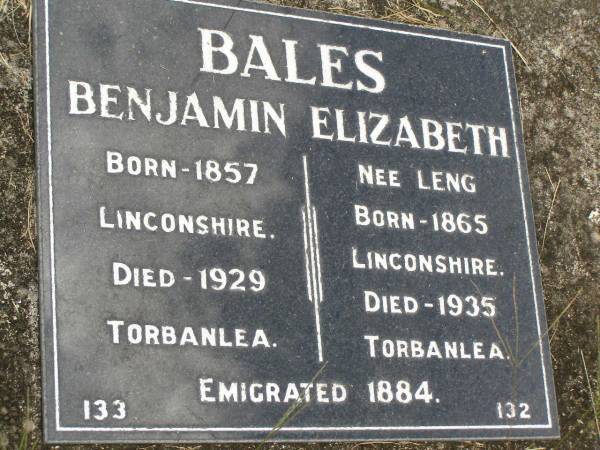 BALES
BENJAMIN ELIZABETH
BORN-1857
LINCONSHIRE.
DIED-1929
TORBANLEA.
NEE LENG
BORN-1865
LINCONSHIRE.
DIED-1935
TORBANLEA.
EMIGRATED 1884.
133 132